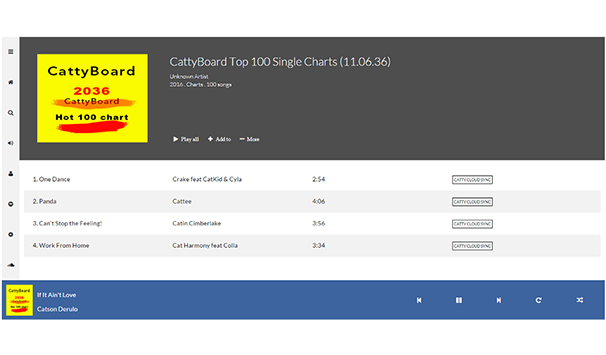 CattyBoard
2036
CattyBoard
Hot 100 chart
CattyBoard Top 100 Single Charts (11.06.36)
Unknown Artist
2016 . Charts . 100 songs
Play all Add to More
1. One Dance Crake feat CatKid & Cyla 2:54 CATTY CLOUD SYNC
2. Panda Cattee 4:06 CATTY CLOUD SYNC
3. Can't Stop the Feeling! Catin Cimberlake 3:56 CATTY CLOUD SYNC
4. Work From Home Cat Harmony feat Colla 3:34 CATTY CLOUD SYNC
CattyBoard
2036
CattyBoard
Hot 100 chart
If It Ain't Love
Catson Derulo